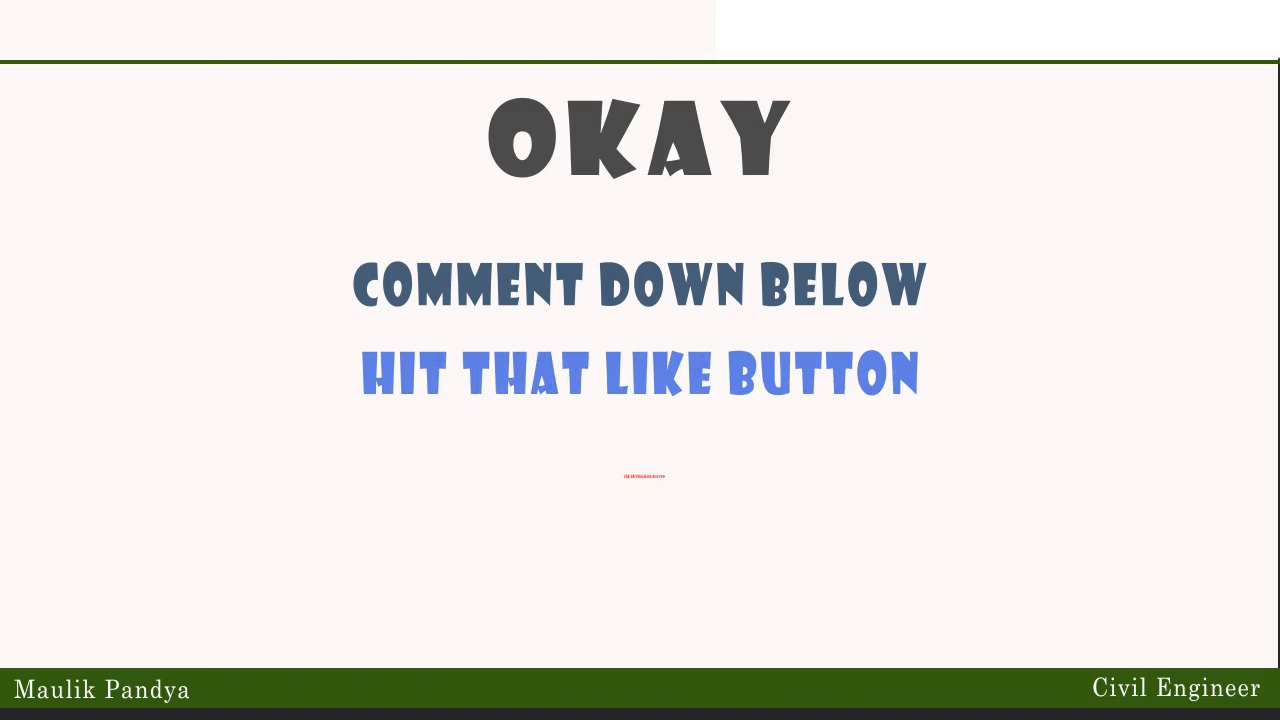 OKAY
COMMENT DOWN BELOW
HIT THAT LIKE BUTTON
Maulik Pandya
Civil Engineer